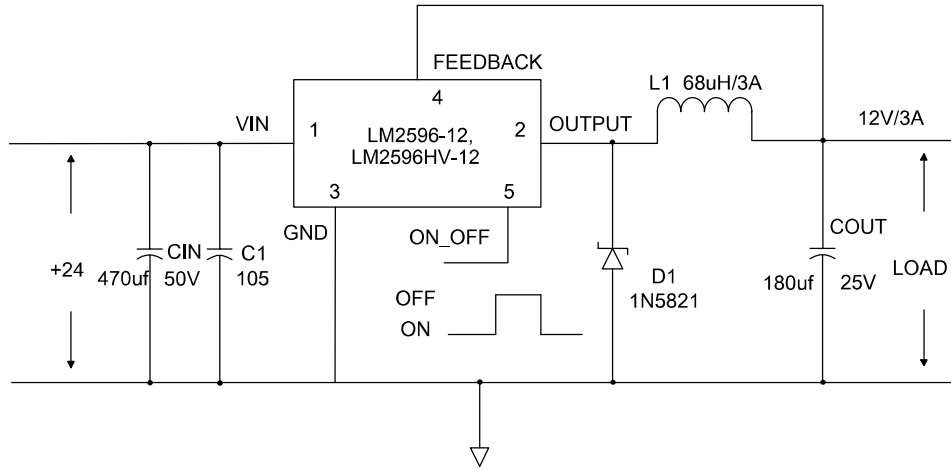 FEEDBACK
L1 68uH/3A
4
VIN
1
LM2596-12,
LM2596HV-12
2
OUTPUT
12V/3A
3
5
GND
ON_OFF
COUT
+24
CIN
470uf 50V
C1
105
D1
1N5821
180uf 25V
LOAD
OFF
ON